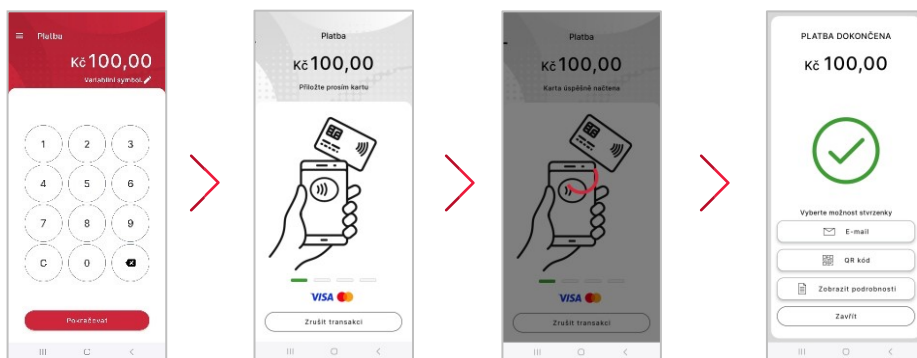 Platba
Kč 100,00
Variabilní symbol
1 2 3
4 5 6
7 8 9
C 0
Pokračovat
Platba
Kč 100,00
Přiložte prosím kartu
VISA
Zrušit transakci
Platba
Kč 100,00
Karta úspěšně načtena
VISA
Zrušit transakci
PLATBA DOKONČENA
Kč 100,00
Vyberte možnost stvrzenky
E-mail
QR kód
Zobrazit podrobnosti
Zavřít